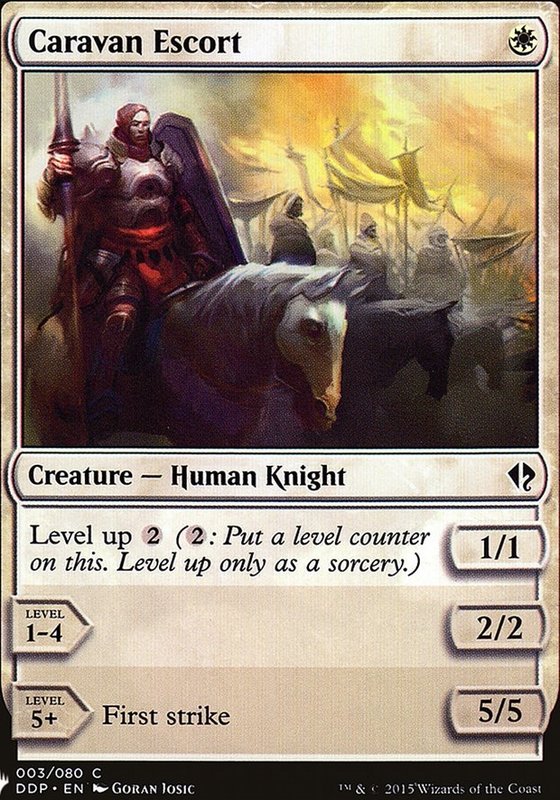 Caravan Escort
Creature — Human Knight
Level up 2 (2: Put a level counter
on this. Level up only as a sorcery.)
1/1
LEVEL
1-4
2/2
LEVEL
5+
First strike
5/5
003/080 C
DDP • EN Goran Josic
™ & © 2015 Wizards of the Coast